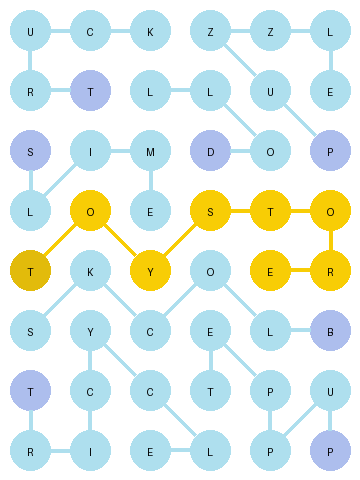 U C K Z Z L
R T L L U E
S I M D O P
L O E S T O
T K Y O E R
S Y C E L B
T C C T P U
R I E L P P